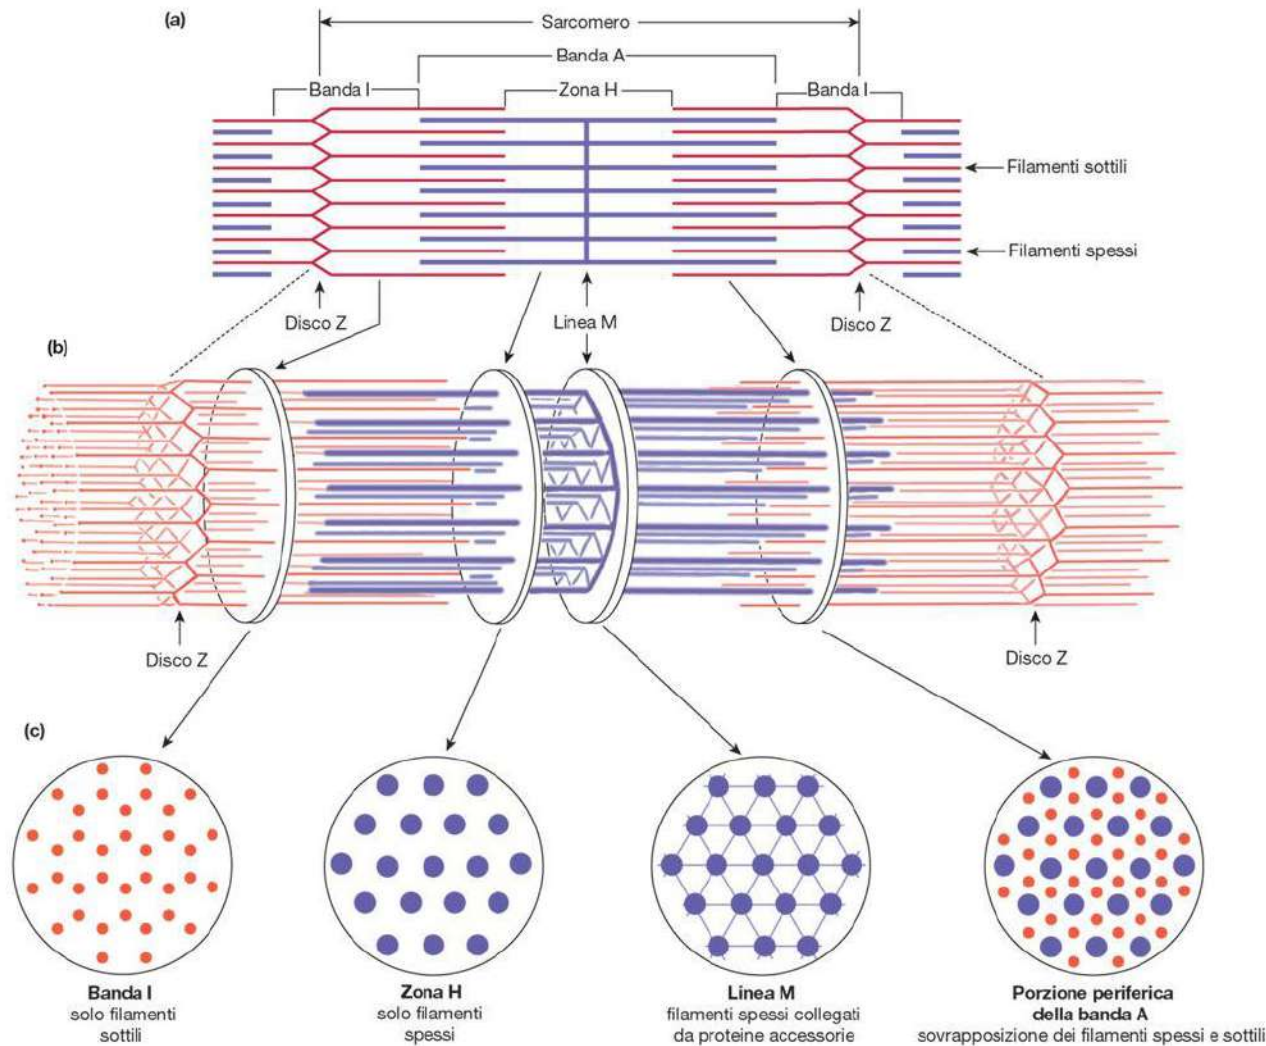 (a)
Sarcomero
Banda A
Banda I
Zona H
Banda I
Filamenti sottili
Filamenti spessi
Disco Z
Linea M
Disco Z
(b)
Disco Z
Disco Z
(c)
Banda I
solo filamenti
sottili
Zona H
solo filamenti
spessi
Linea M
filamenti spessi collegati
da proteine accessorie
Porzione periferica
della banda A
sovrapposizione dei filamenti spessi e sottili